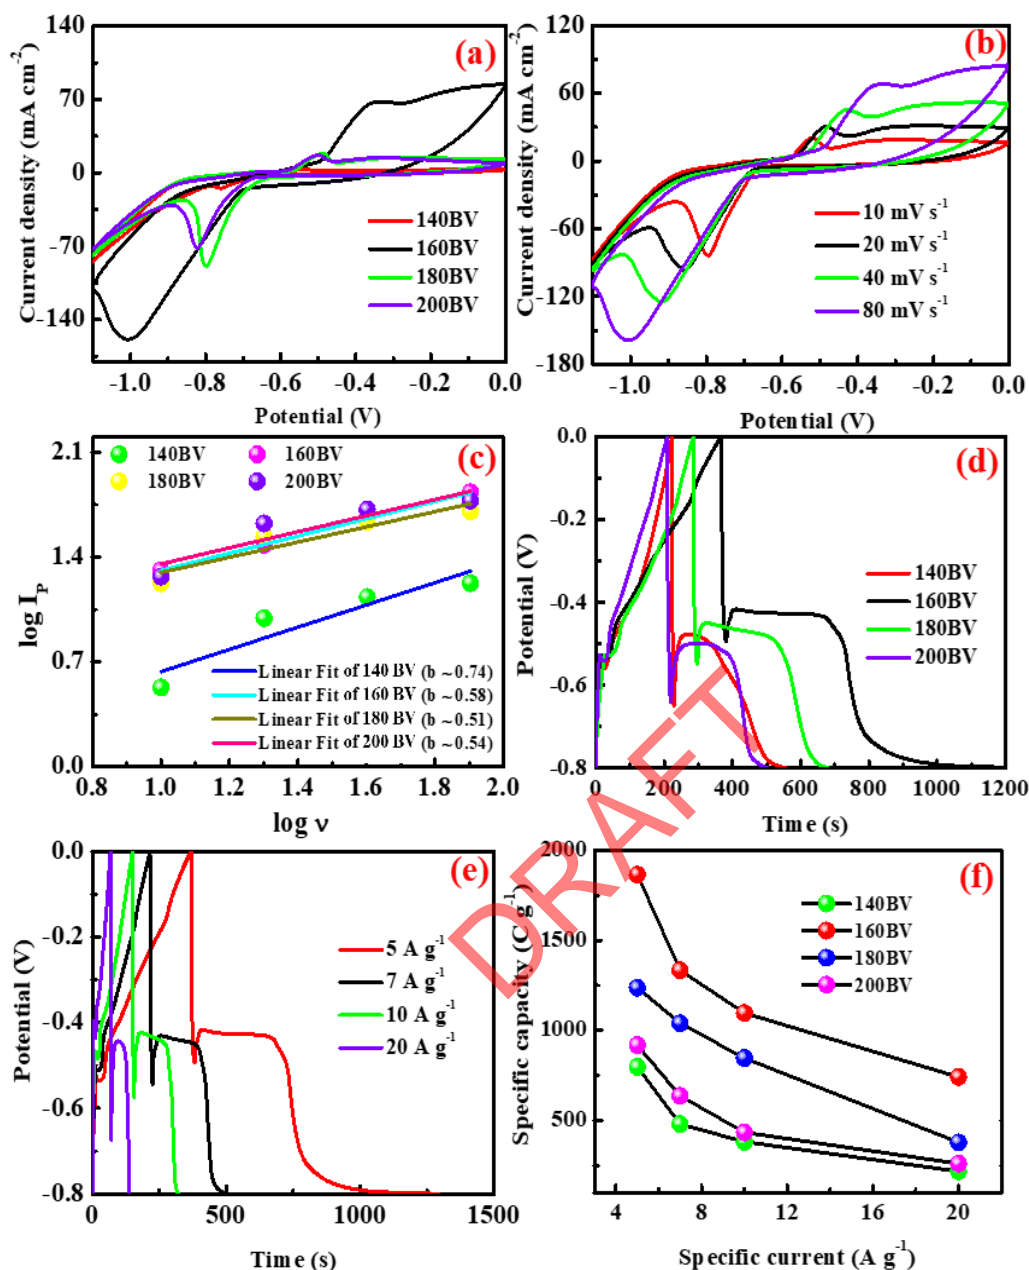 (a)
Current density (mA cm-2)
140
70
0
-70
-140
140BV
160BV
180BV
200BV
-1.0 -0.8 -0.6 -0.4 -0.2 0.0
Potential (V)
(b)
Current density (mA cm-2)
120
60
0
-60
-120
-180
10 mV s-1
20 mV s-1
40 mV s-1
80 mV s-1
-1.0 -0.8 -0.6 -0.4 -0.2 0.0
Potential (V)
(c)
log IP
2.1
1.4
0.7
0.0
140BV 160BV
180BV 200BV
Linear Fit of 140 BV (b ~0.74)
Linear Fit of 160 BV (b ~0.58)
Linear Fit of 180 BV (b ~0.51)
Linear Fit of 200 BV (b ~0.54)
0.8 1.0 1.2 1.4 1.6 1.8 2.0
log ν
(d)
Potential (V)
0.0
-0.2
-0.4
-0.6
-0.8
140BV
160BV
180BV
200BV
0 200 400 600 800 1000 1200
Time (s)
DRAFT
(e)
Potential (V)
0.0
-0.2
-0.4
-0.6
-0.8
5 A g-1
7 A g-1
10 A g-1
20 A g-1
0 500 1000 1500
Time (s)
(f)
Specific capacity (C g-1)
2000
1500
1000
500
140BV
160BV
180BV
200BV
4 8 12 16 20
Specific current (A g-1)